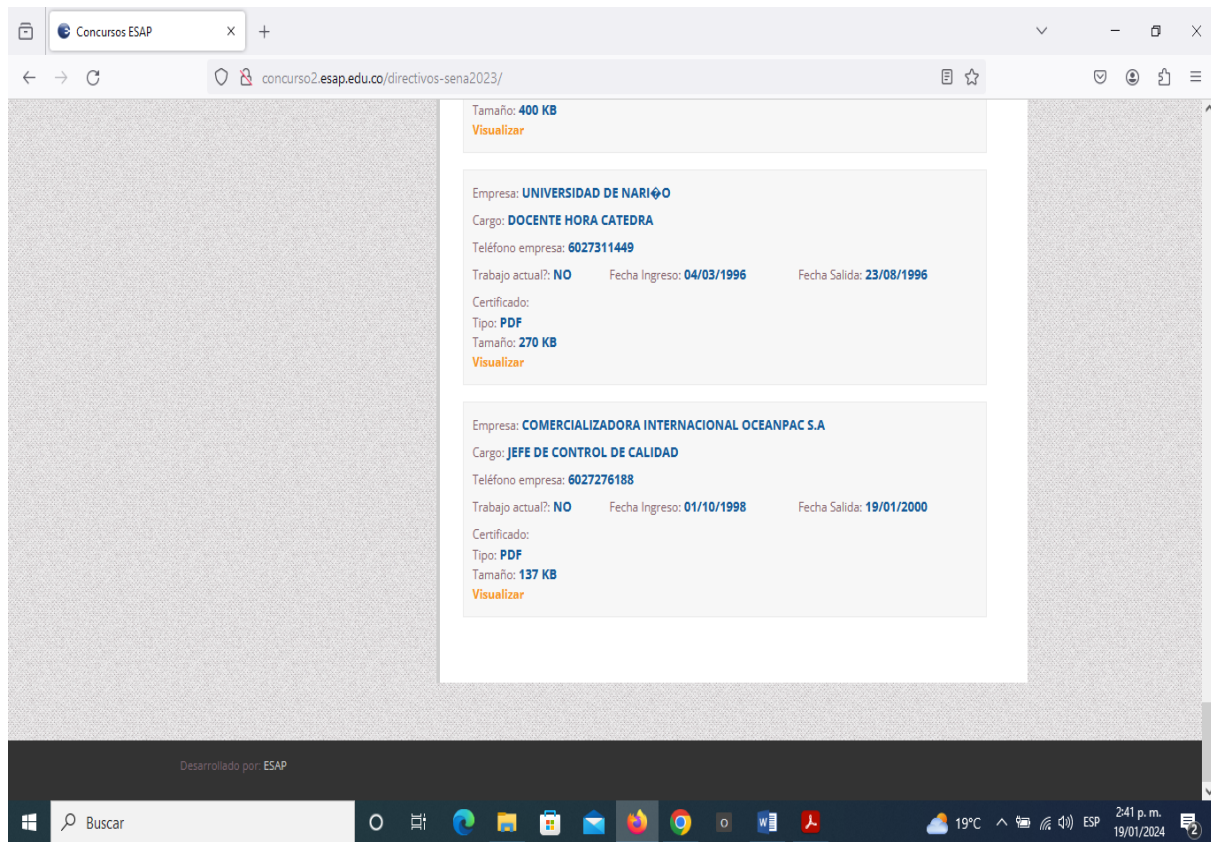 Concursos ESAP
concurso2.esap.edu.co/directivos-sena2023/
Tamaño: 400 KB
Visualizar
Empresa: UNIVERSIDAD DE NARI�O
Cargo: DOCENTE HORA CATEDRA
Teléfono empresa: 6027311449
Trabajo actual?: NO Fecha Ingreso: 04/03/1996 Fecha Salida: 23/08/1996
Certificado:
Tipo: PDF
Tamaño: 270 KB
Visualizar
Empresa: COMERCIALIZADORA INTERNACIONAL OCEANPAC S.A
Cargo: JEFE DE CONTROL DE CALIDAD
Teléfono empresa: 6027276188
Trabajo actual?: NO Fecha Ingreso: 01/10/1998 Fecha Salida: 19/01/2000
Certificado:
Tipo: PDF
Tamaño: 137 KB
Visualizar
Desarrollado por: ESAP
Buscar
19°C ESP 2:41 p. m.
19/01/2024
2